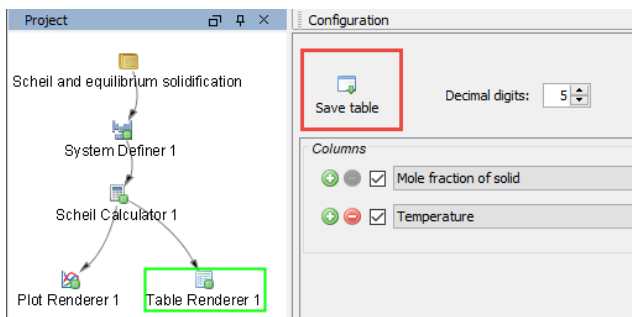 Project
Scheil and equilibrium solidification
System Definer 1
Scheil Calculator 1
Plot Renderer 1
Table Renderer 1
Configuration
Save table
Decimal digits:
5
Columns
Mole fraction of solid
Temperature